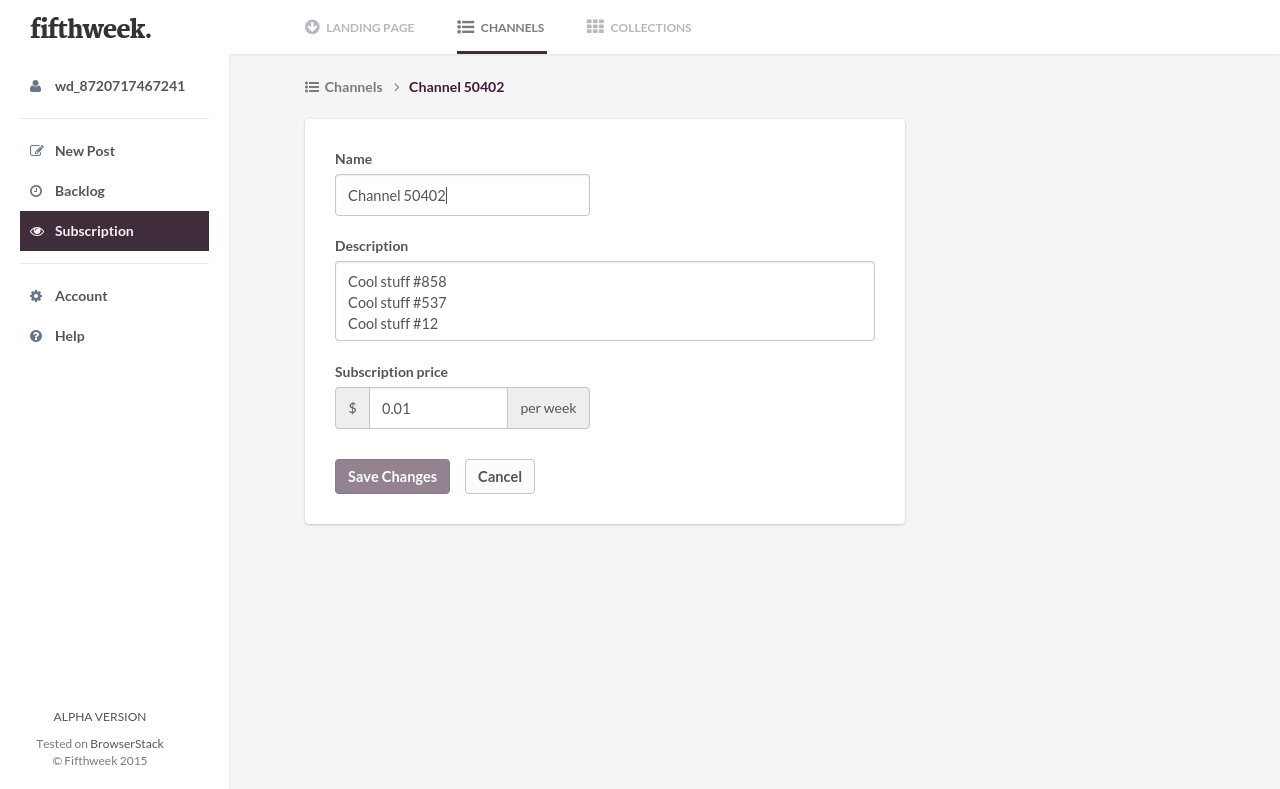 fifthweek.
LANDING PAGE
CHANNELS
COLLECTIONS
wd_8720717467241
New Post
Backlog
Subscription
Account
Help
ALPHA VERSION
Tested on BrowserStack
© Fifthweek 2015
Channels
Channel 50402
Name
Channel 50402
Description
Cool stuff #858
Cool stuff #537
Cool stuff #12
Subscription price
$ 0.01 per week
Save Changes
Cancel